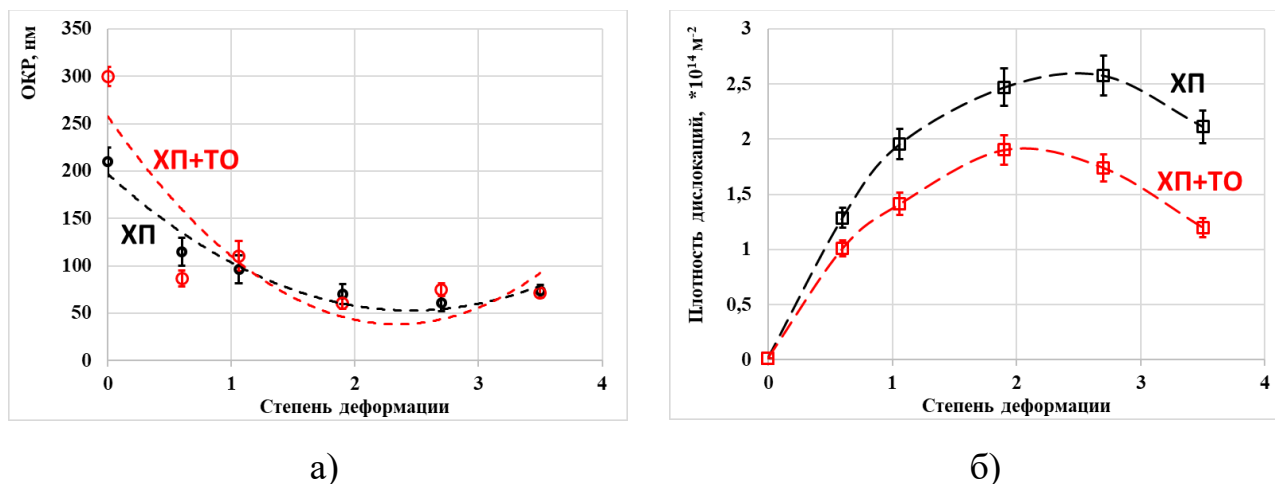 ОКР, нм
350
300
250
200
150
100
50
0
ХП+ТО
ХП
0 1 2 3 4
Степень деформации
а)
Плотность дислокаций, *10¹⁴ м⁻²
3
2,5
2
1,5
1
0,5
0
ХП
ХП+ТО
0 1 2 3 4
Степень деформации
б)